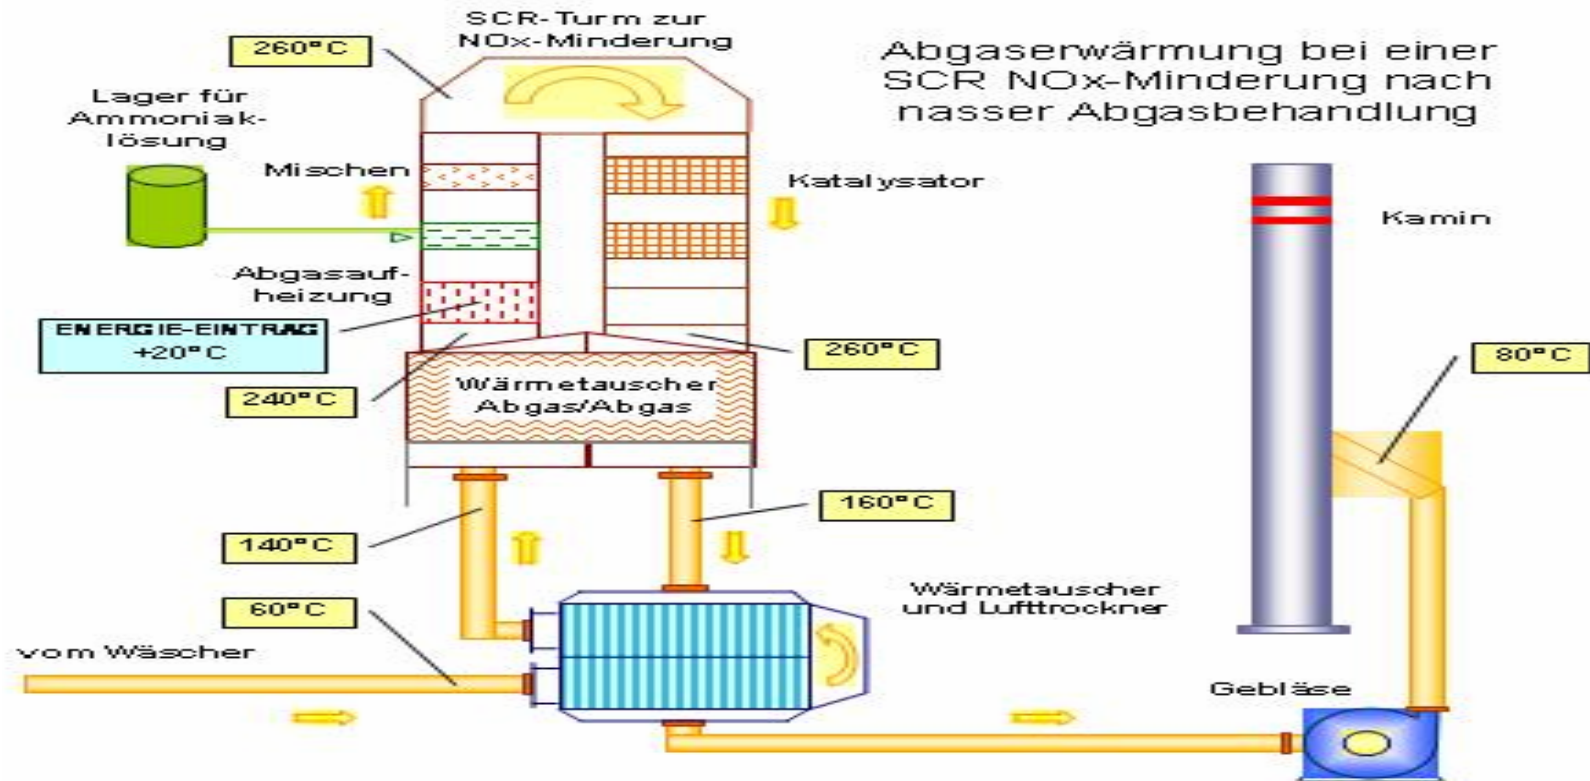 SCR-Turm zur
NOx-Minderung
260°C
Abgaserwärmung bei einer
SCR NOx-Minderung nach
nasser Abgasbehandlung
Lager für
Ammoniak-
lösung
Mischen
Katalysator
Kamin
Abgasauf-
heizung
ENERGIE-EINTRAG
+20°C
260°C
80°C
240°C
Wärmetauscher
Abgas/Abgas
160°C
140°C
60°C
Wärmetauscher
und Lufttrockner
vom Wäscher
Gebläse